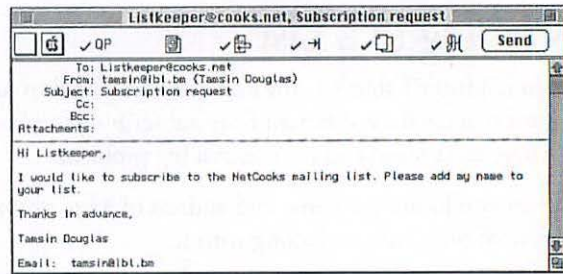 Listkeeper@cooks.net, Subscription request
QP
Send
To: Listkeeper@cooks.net
From: tamsin@ibl.bm (Tamsin Douglas)
Subject: Subscription request
Cc:
Bcc:
Attachments:
Hi Listkeeper,
I would like to subscribe to the NetCooks mailing list. Please add my name to
your list.
Thanks in advance,
Tamsin Douglas
Email: tamsin@ibl.bm